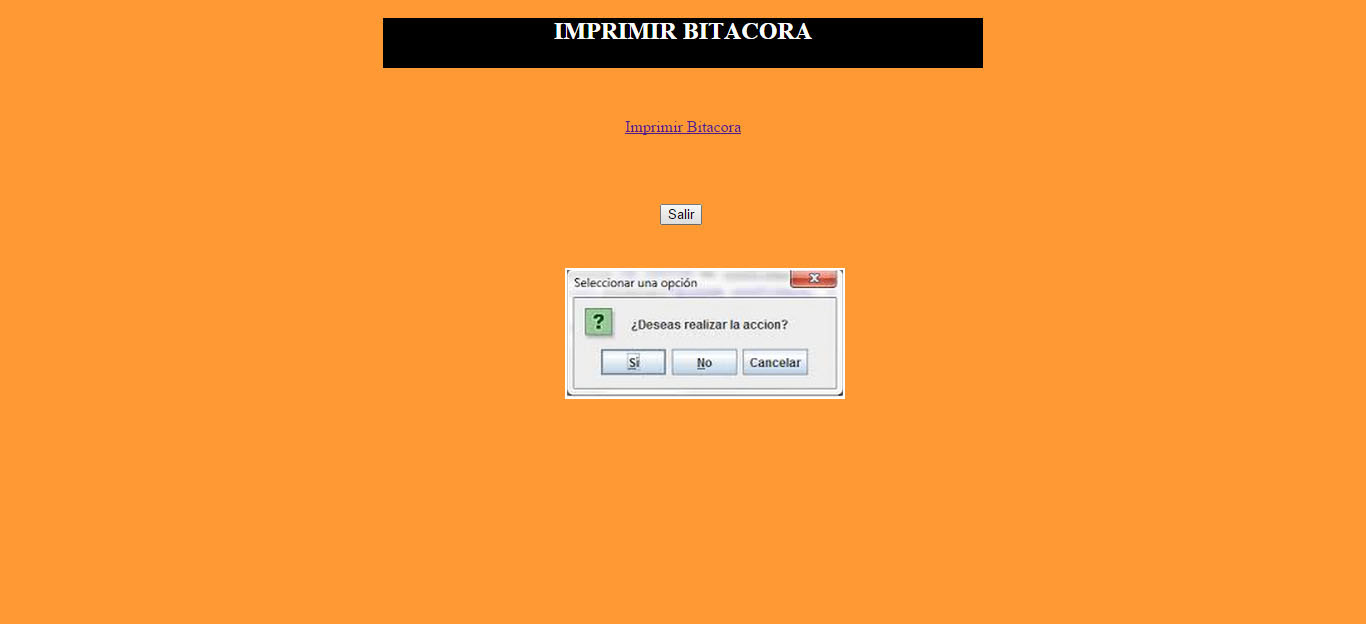 IMPRIMIR BITACORA
Imprimir Bitacora
Salir
Seleccionar una opción
?
¿Deseas realizar la accion?
Si No Cancelar